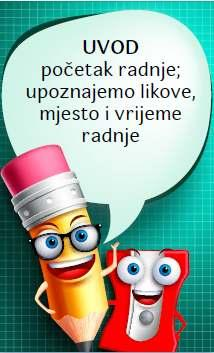 UVOD
početak radnje;
upoznajemo likove,
mjesto i vrijeme
radnje